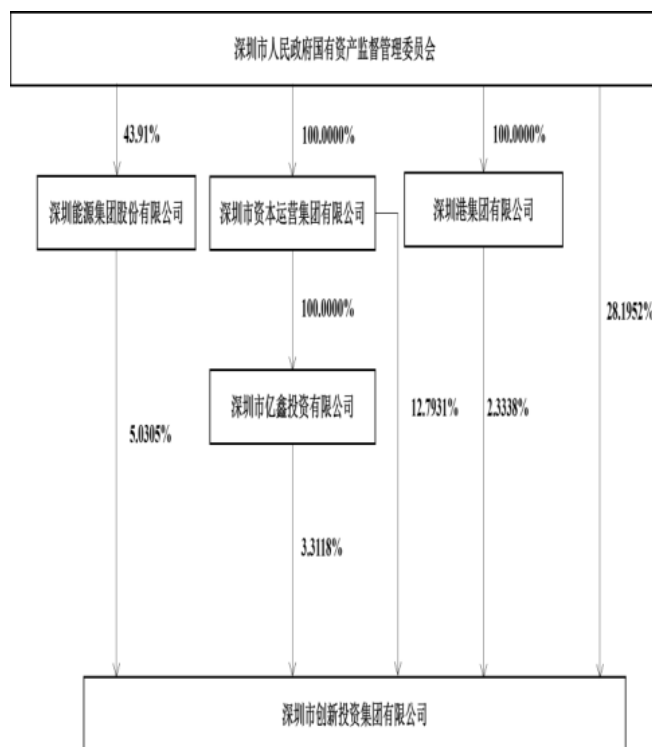 深圳市人民政府国有资产监督管理委员会
43.91%
100.0000%
100.0000%
深圳能源集团股份有限公司
深圳市资本运营集团有限公司
深圳港集团有限公司
100.0000%
28.1952%
深圳市亿鑫投资有限公司
12.7931%
2.3338%
5.0305%
3.3118%
深圳市创新投资集团有限公司